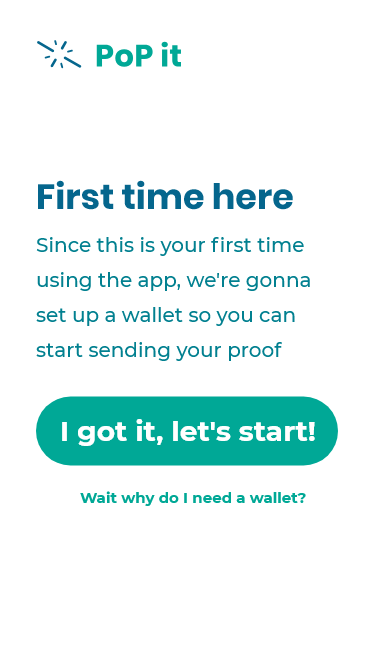 PoP it
First time here
Since this is your first time
using the app, we're gonna
set up a wallet so you can
start sending your proof
I got it, let's start!
Wait why do I need a wallet?